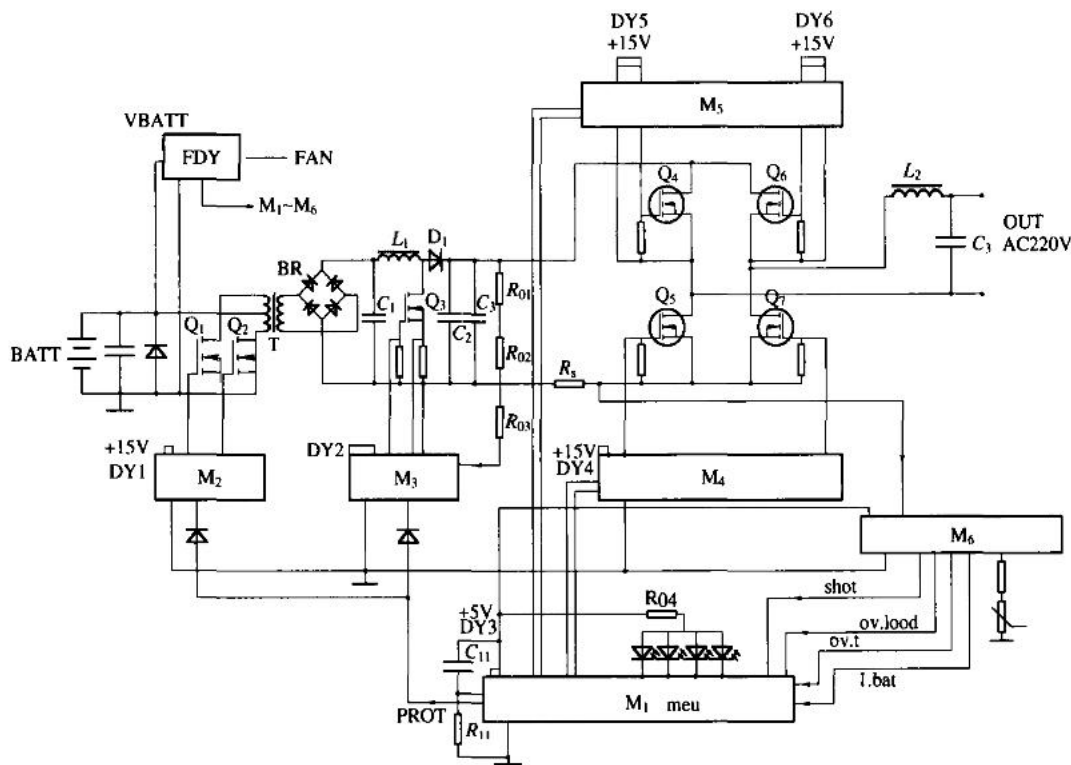 DY5
+15V
DY6
+15V
M5
VBATT
FDY
FAN
M1~M6
Q4
Q6
L2
OUT
AC220V
C3
L1
D1
BR
R01
Q1
Q2
T
C1
Q3
C3
C2
BATT
Q5
Q7
R02
Rs
R03
+15V
DY1
M2
DY2
M3
+15V
DY4
M4
M6
shot
R04
+5V
DY3
ov.lood
ov.t
C11
1.bat
PROT
R11
M1 meu